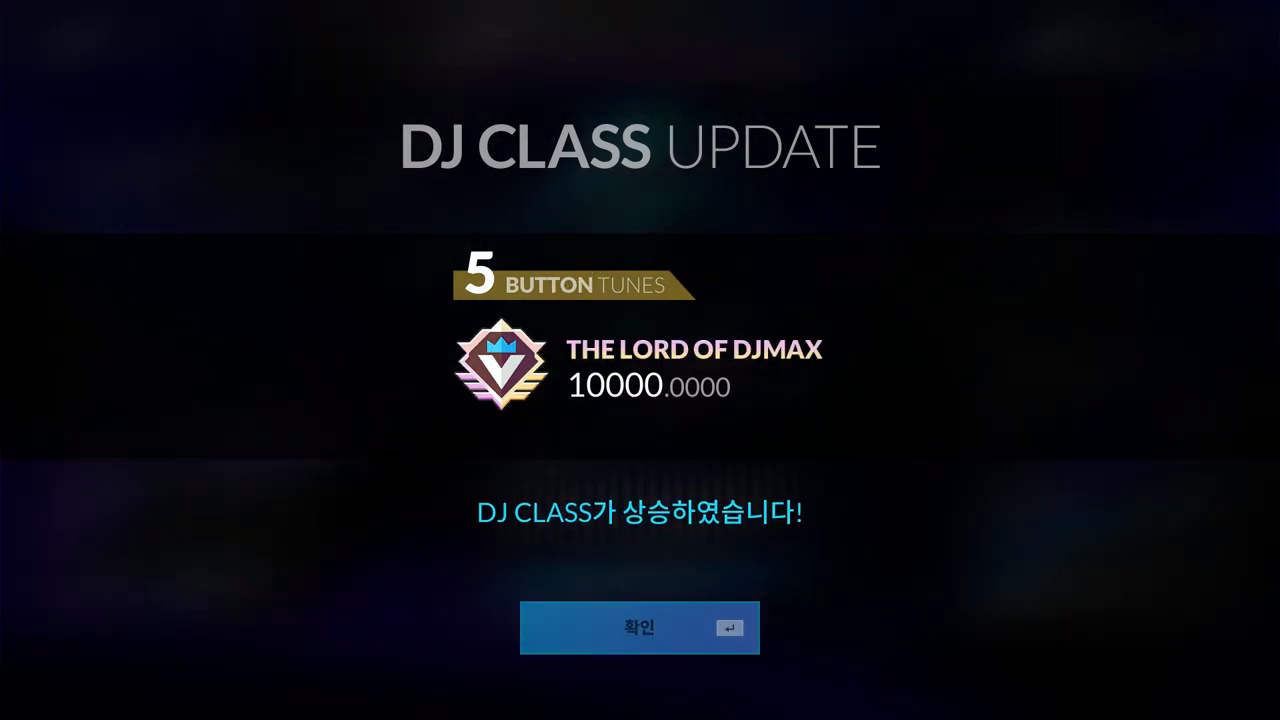 DJ CLASS UPDATE
5 BUTTON TUNES
THE LORD OF DJMAX
10000.0000
DJ CLASS가 상승하였습니다!
확인